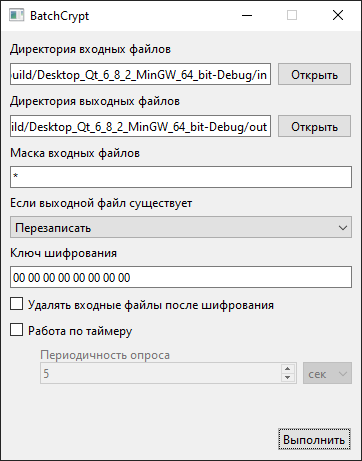 BatchCrypt
Директория входных файлов
uild/Desktop_Qt_6_8_2_MinGW_64_bit-Debug/in Открыть
Директория выходных файлов
ild/Desktop_Qt_6_8_2_MinGW_64_bit-Debug/out Открыть
Маска входных файлов
*
Если выходной файл существует
Перезаписать
Ключ шифрования
00 00 00 00 00 00 00 00
Удалять входные файлы после шифрования
Работа по таймеру
Периодичность опроса
5 сек
Выполнить